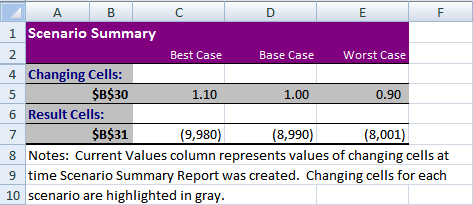 A B C D E F
1 Scenario Summary
2 Best Case Base Case Worst Case
4 Changing Cells:
5 $B$30 1.10 1.00 0.90
6 Result Cells:
7 $B$31 (9,980) (8,990) (8,001)
8 Notes: Current Values column represents values of changing cells at
9 time Scenario Summary Report was created. Changing cells for each
10 scenario are highlighted in gray.